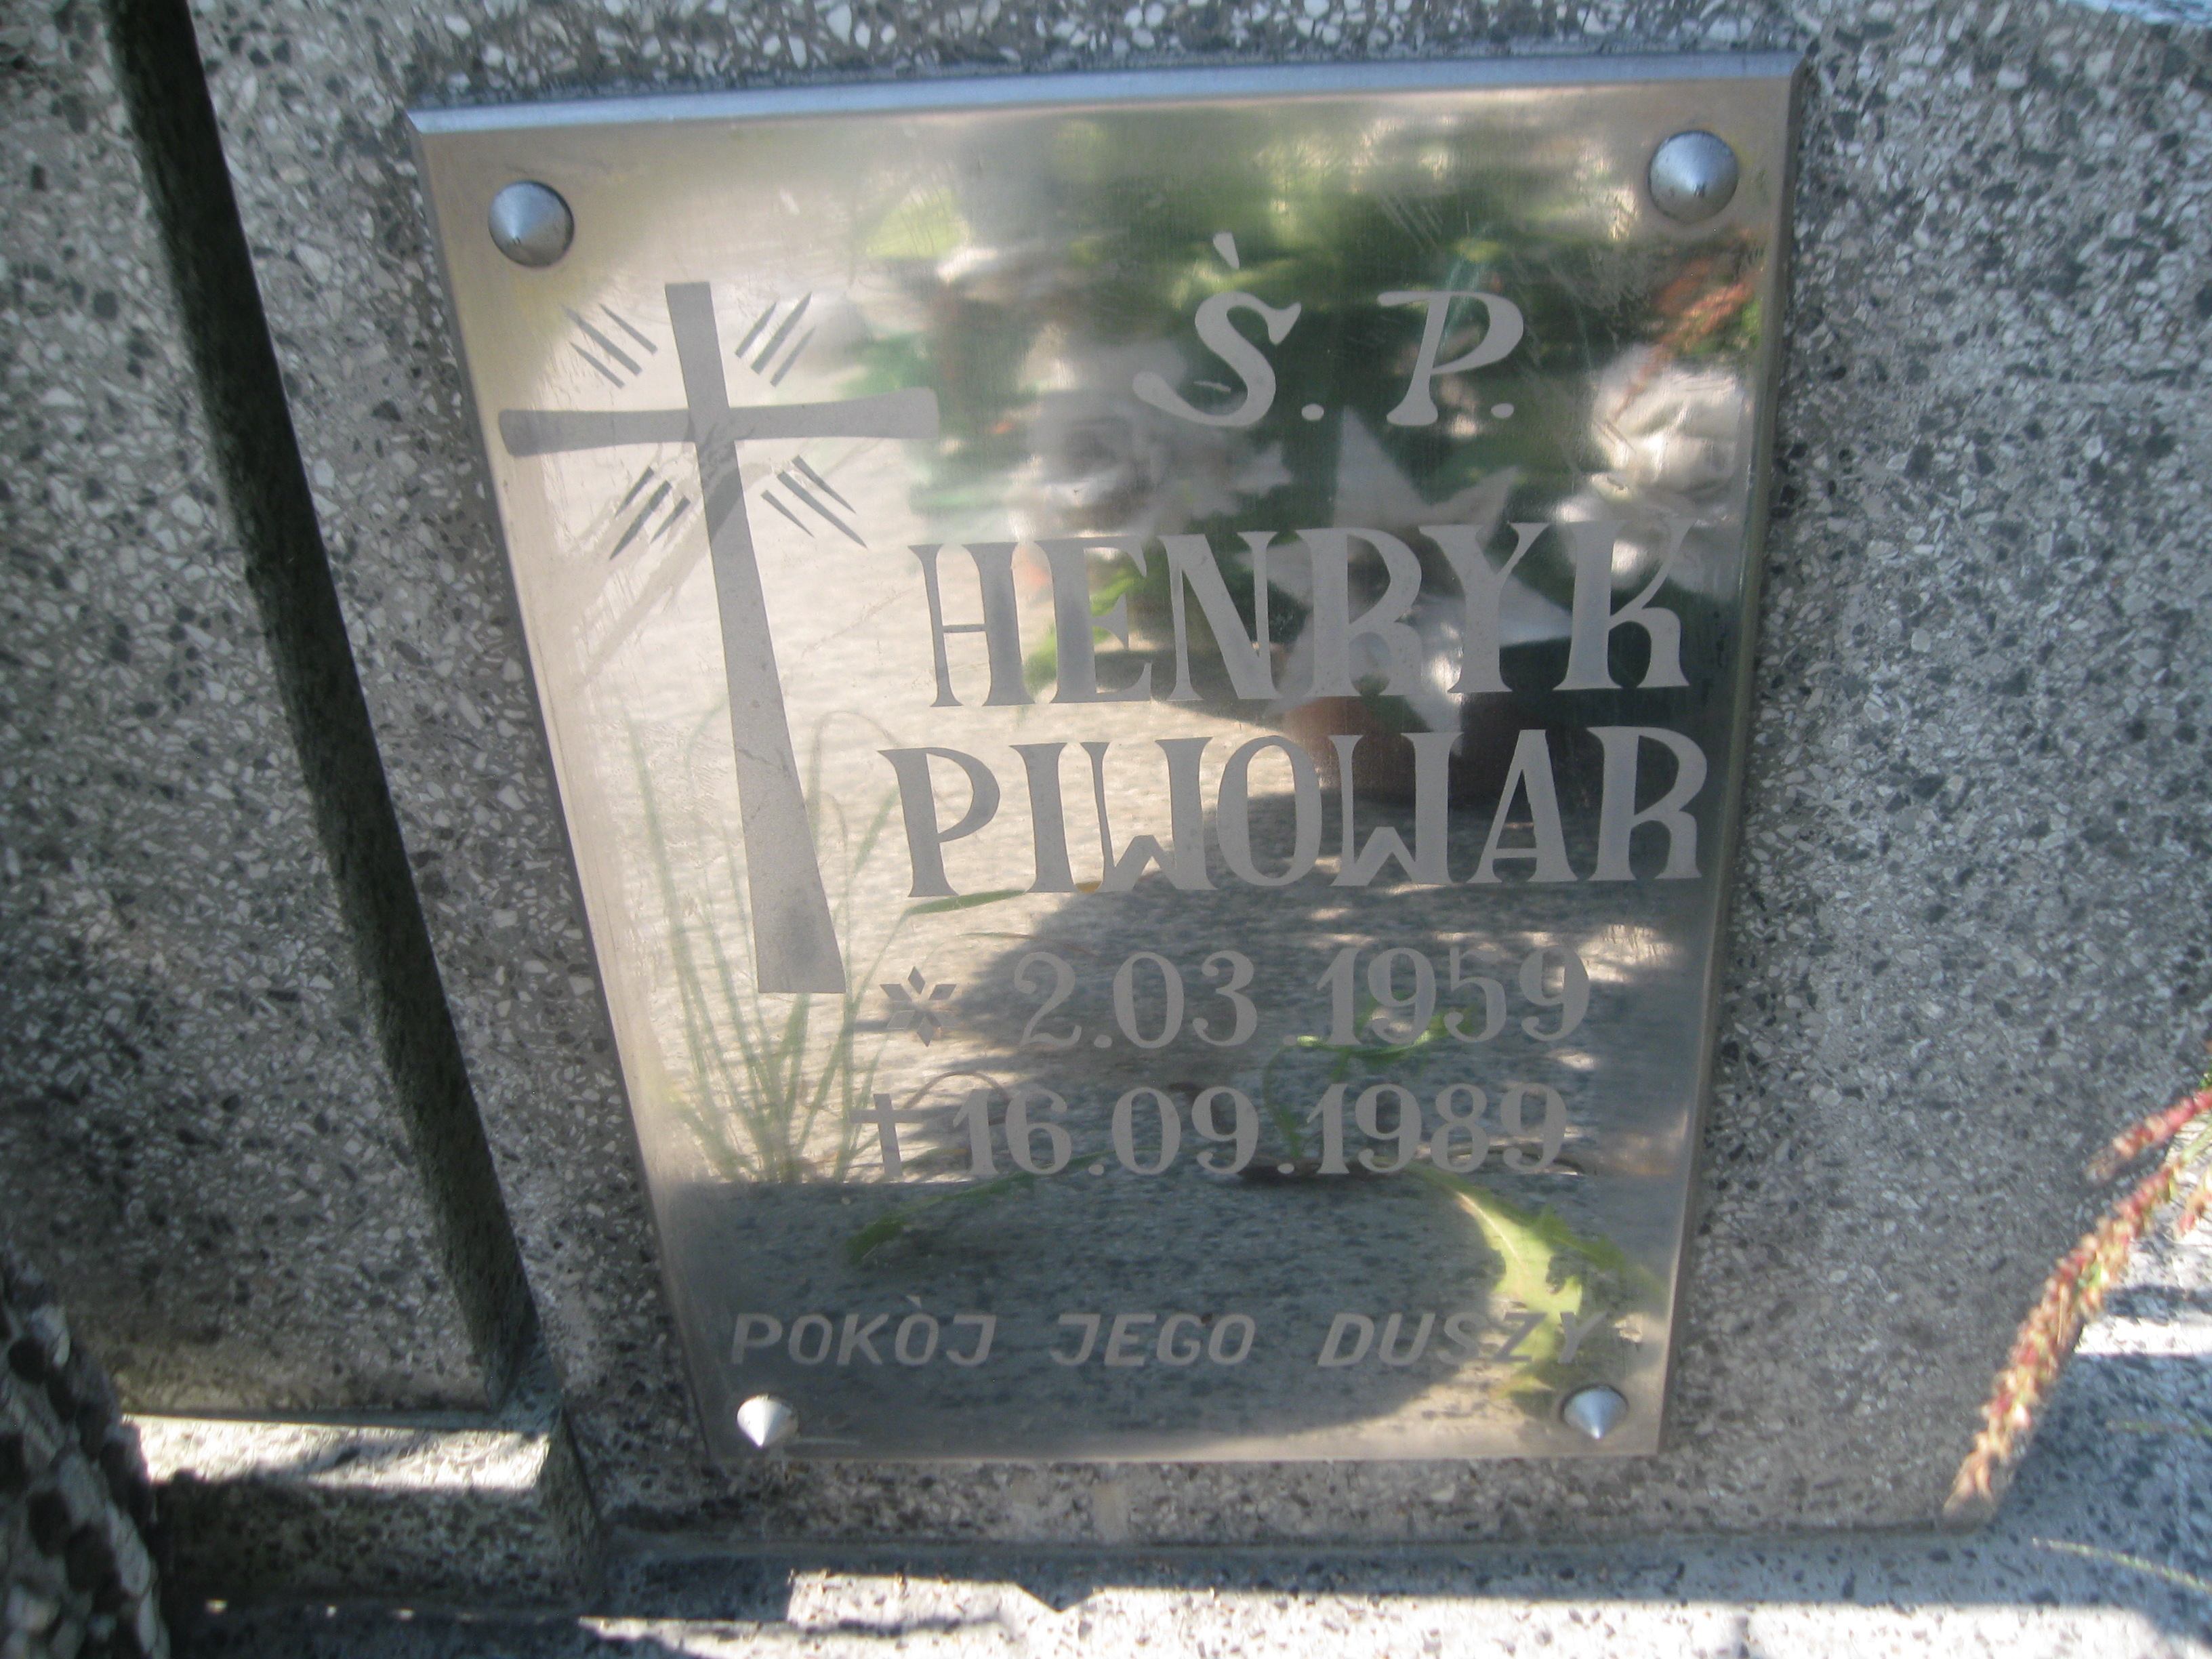 Ś. P.
HENRYK
PIWOWAR
* 2.03.1959
†16.09.1989
POKÒJ JEGO DUSZY